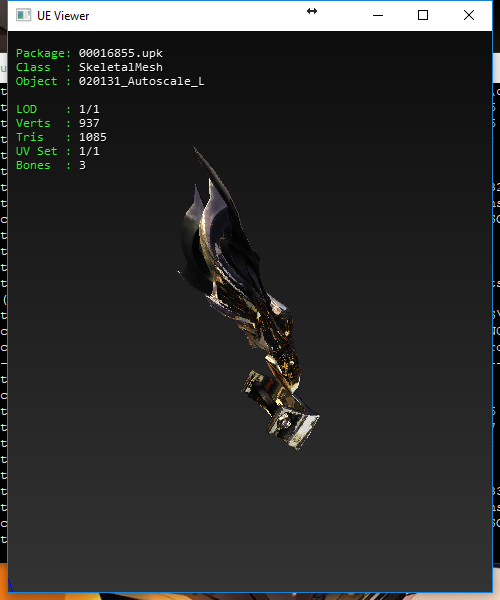 UE Viewer
Package: 00016855.upk
Class : SkeletalMesh
Object : 020131_Autoscale_L
LOD : 1/1
Verts : 937
Tris : 1085
UV Set : 1/1
Bones : 3